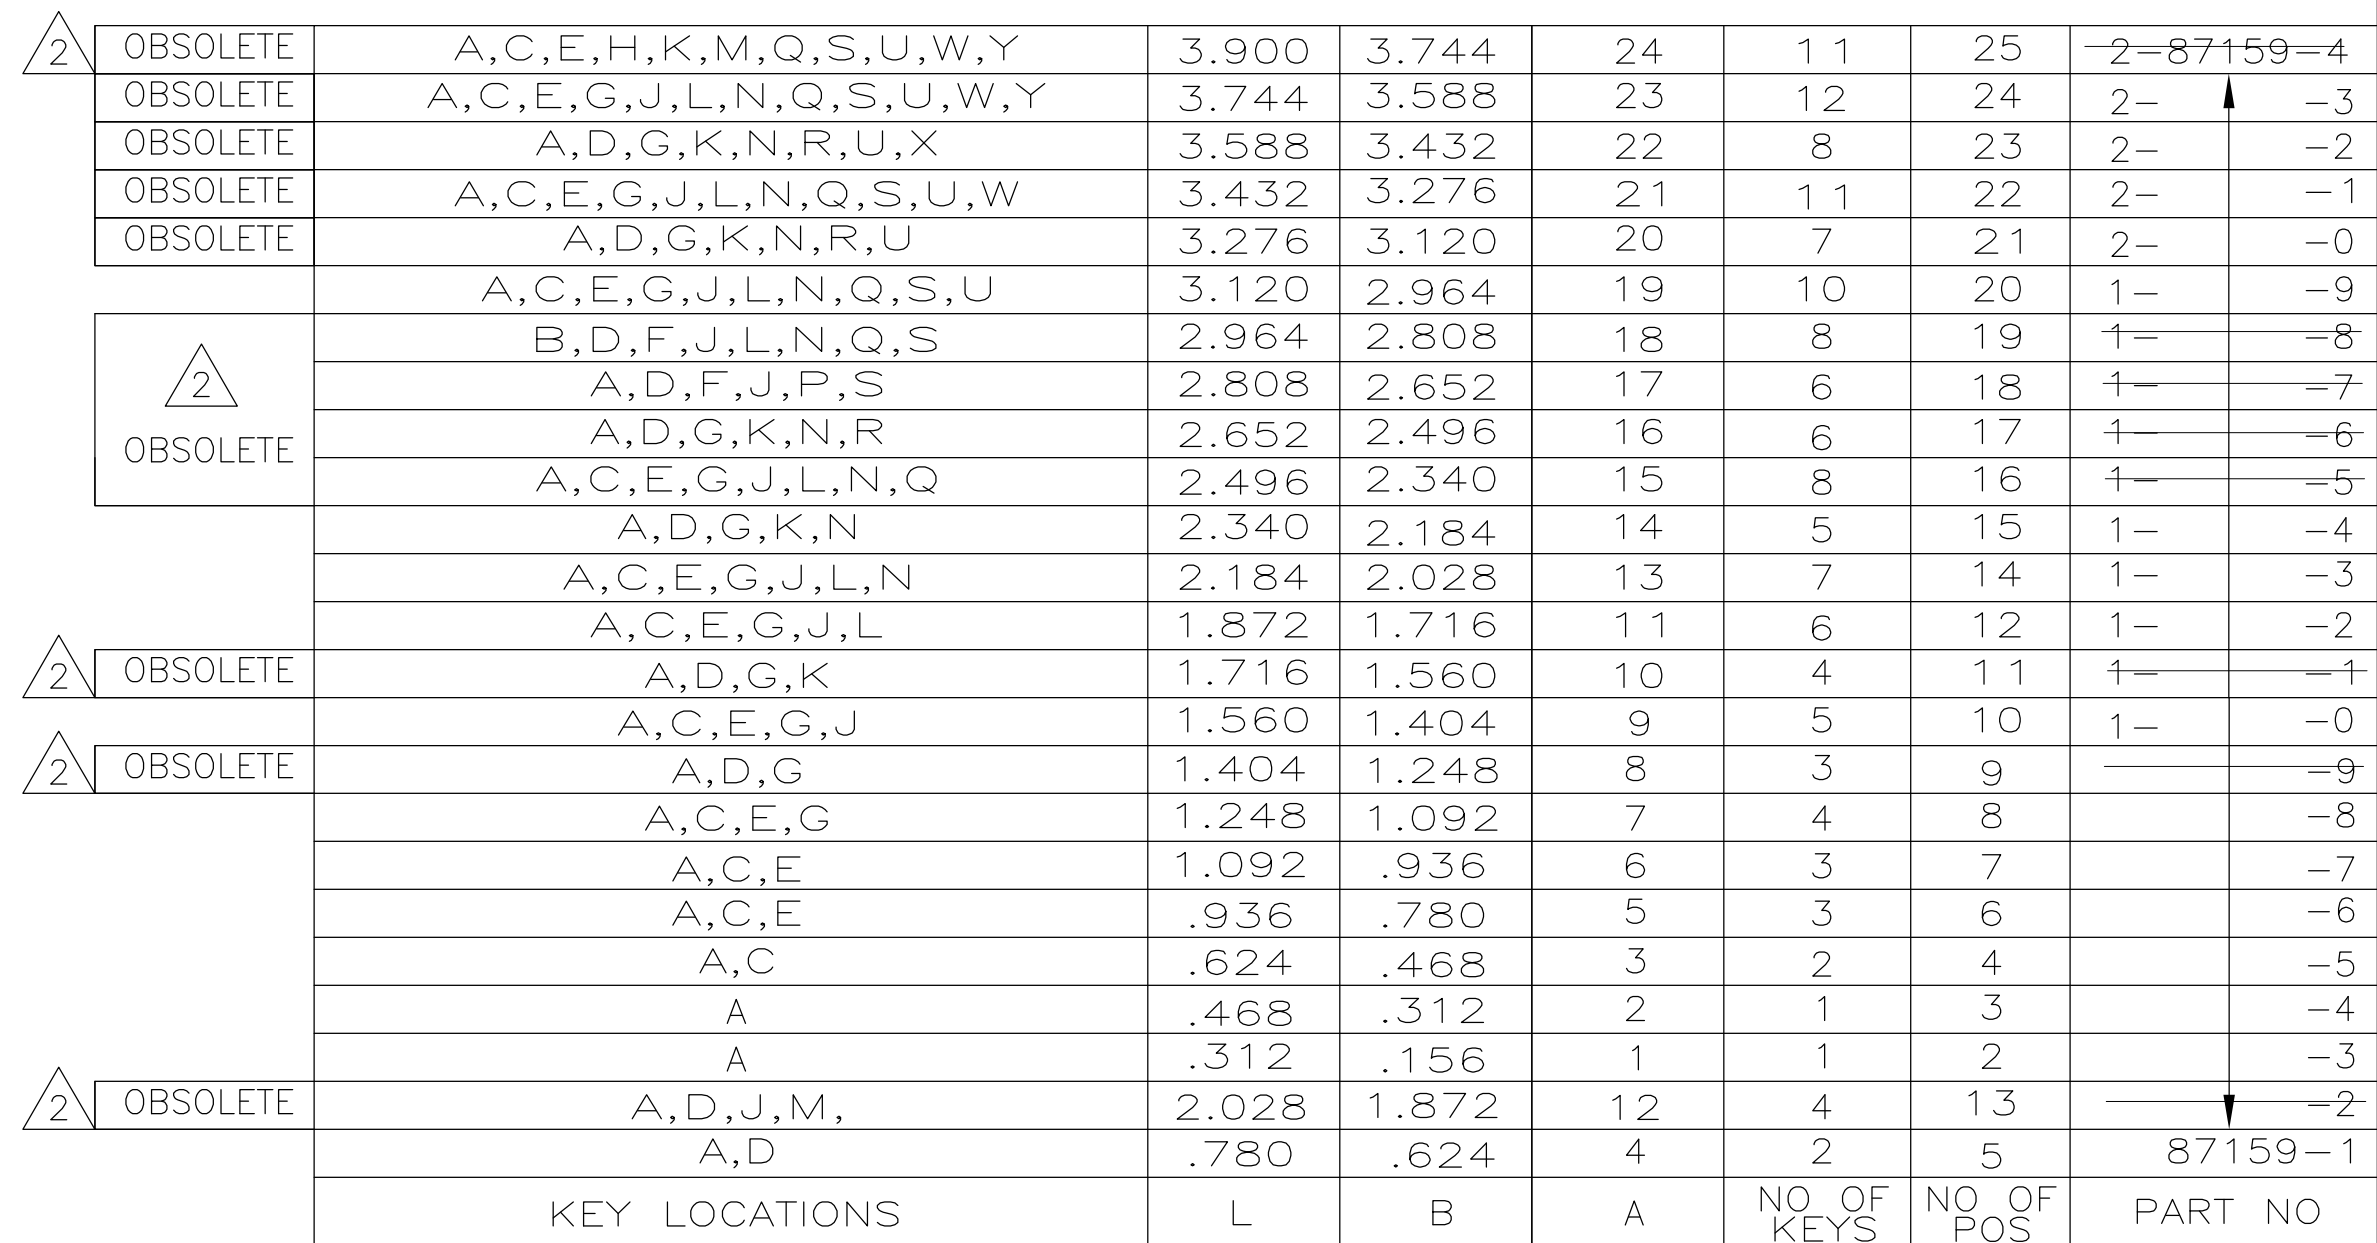 2 OBSOLETE A,C,E,H,K,M,Q,S,U,W,Y 3.900 3.744 24 11 25 2-87159-4
OBSOLETE A,C,E,G,J,L,N,Q,S,U,W,Y 3.744 3.588 23 12 24 2- -3
OBSOLETE A,D,G,K,N,R,U,X 3.588 3.432 22 8 23 2- -2
OBSOLETE A,C,E,G,J,L,N,Q,S,U,W 3.432 3.276 21 11 22 2- -1
OBSOLETE A,D,G,K,N,R,U 3.276 3.120 20 7 21 2- -0
A,C,E,G,J,L,N,Q,S,U 3.120 2.964 19 10 20 1- -9
B,D,F,J,L,N,Q,S 2.964 2.808 18 8 19 1- -8
2 A,D,F,J,P,S 2.808 2.652 17 6 18 1- -7
OBSOLETE A,D,G,K,N,R 2.652 2.496 16 6 17 1- -6
A,C,E,G,J,L,N,Q 2.496 2.340 15 8 16 1- -5
A,D,G,K,N 2.340 2.184 14 5 15 1- -4
A,C,E,G,J,L,N 2.184 2.028 13 7 14 1- -3
A,C,E,G,J,L 1.872 1.716 11 6 12 1- -2
2 OBSOLETE A,D,G,K 1.716 1.560 10 4 11 1- -1
A,C,E,G,J 1.560 1.404 9 5 10 1- -0
2 OBSOLETE A,D,G 1.404 1.248 8 3 9 -9
A,C,E,G 1.248 1.092 7 4 8 -8
A,C,E 1.092 .936 6 3 7 -7
A,C,E .936 .780 5 3 6 -6
A,C .624 .468 3 2 4 -5
A .468 .312 2 1 3 -4
A .312 .156 1 1 2 -3
2 OBSOLETE A,D,J,M, 2.028 1.872 12 4 13 -2
A,D .780 .624 4 2 5 87159-1
KEY LOCATIONS L B A NO OF KEYS NO OF POS PART NO